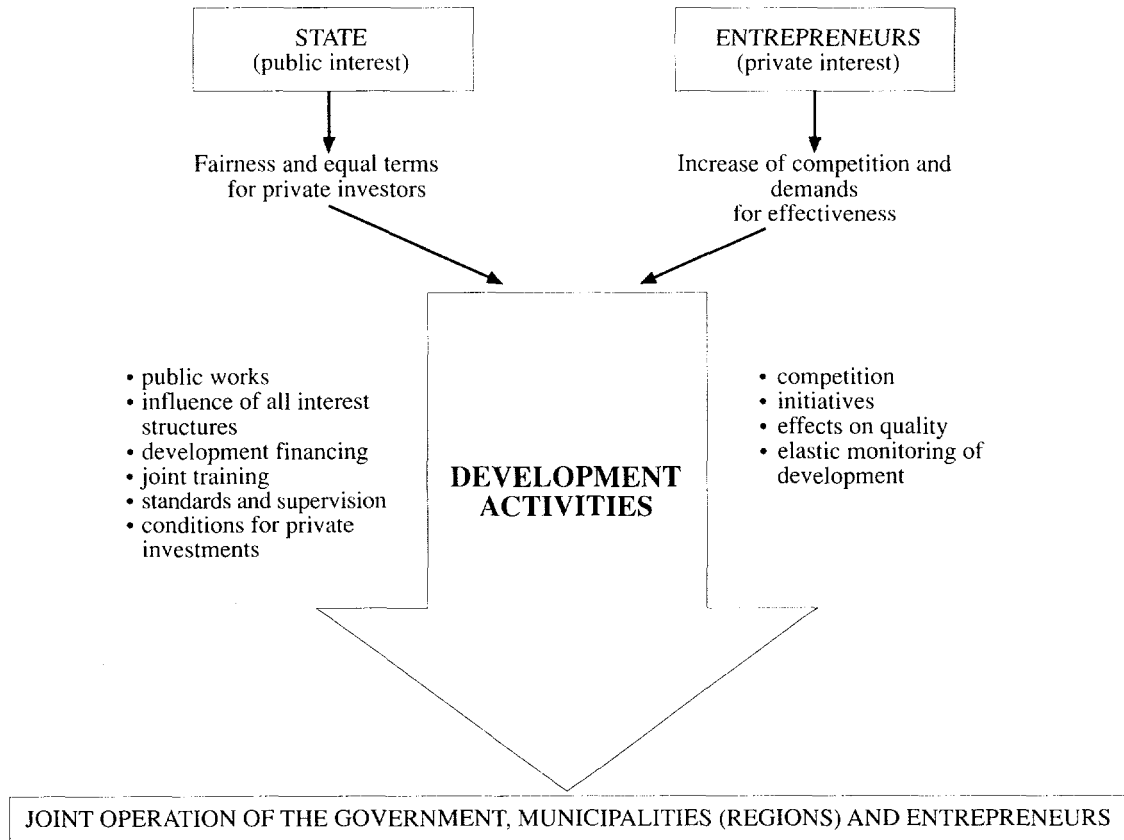 STATE
(public interest)
ENTREPRENEURS
(private interest)
Fairness and equal terms
for private investors
Increase of competition and
demands
for effectiveness
• public works
• influence of all interest
structures
• development financing
• joint training
• standards and supervision
• conditions for private
investments
DEVELOPMENT
ACTIVITIES
• competition
• initiatives
• effects on quality
• elastic monitoring of
development
JOINT OPERATION OF THE GOVERNMENT, MUNICIPALITIES (REGIONS) AND ENTREPRENEURS